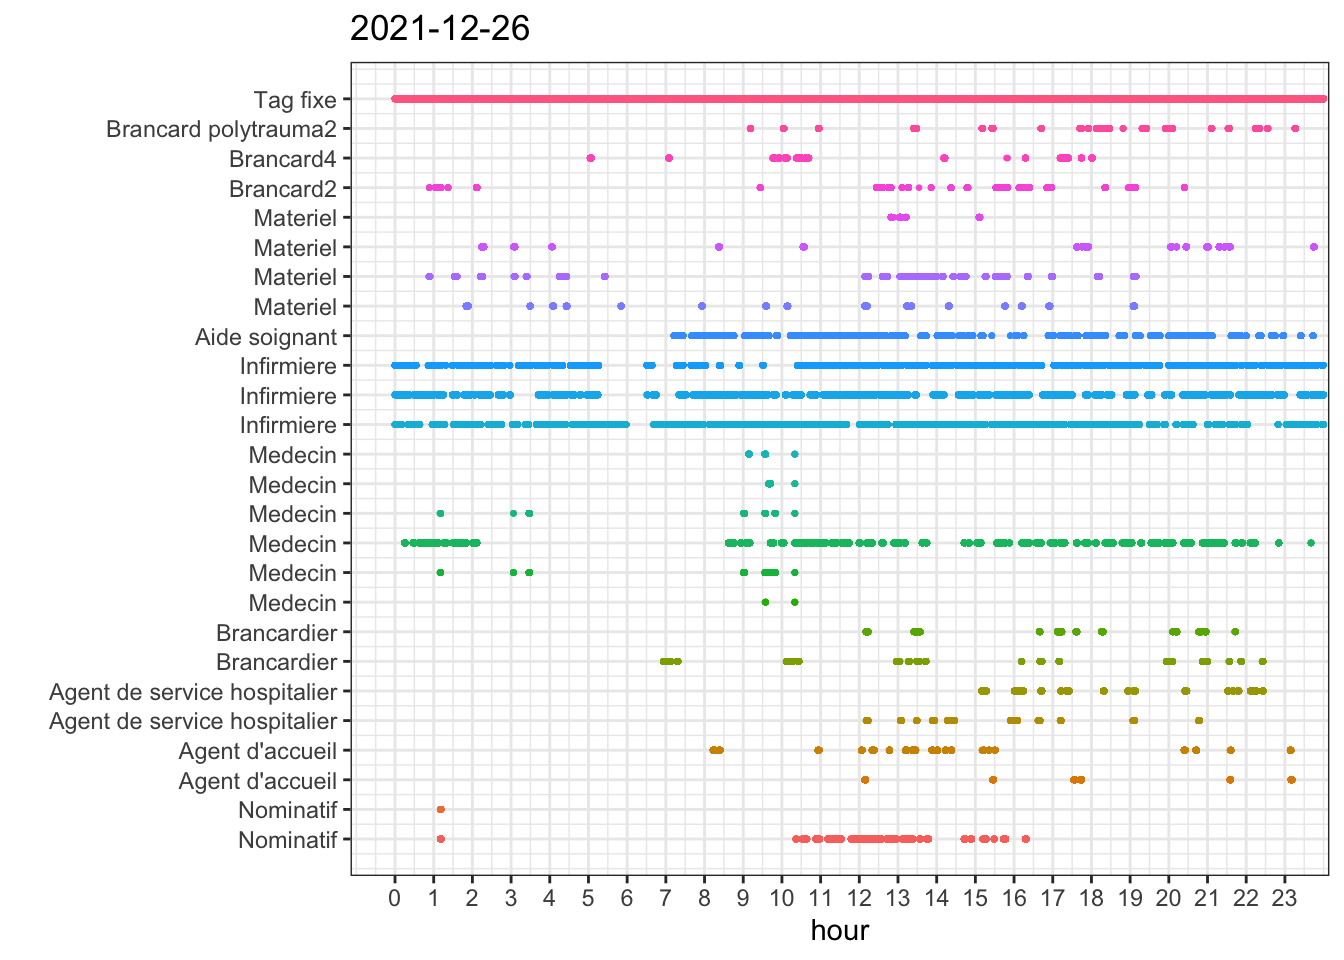 2021-12-26
Tag fixe
Brancard polytrauma2
Brancard4
Brancard2
Materiel
Materiel
Materiel
Materiel
Aide soignant
Infirmiere
Infirmiere
Infirmiere
Medecin
Medecin
Medecin
Medecin
Medecin
Medecin
Brancardier
Brancardier
Agent de service hospitalier
Agent de service hospitalier
Agent d'accueil
Agent d'accueil
Nominatif
Nominatif
0 1 2 3 4 5 6 7 8 9 10 11 12 13 14 15 16 17 18 19 20 21 22 23
hour